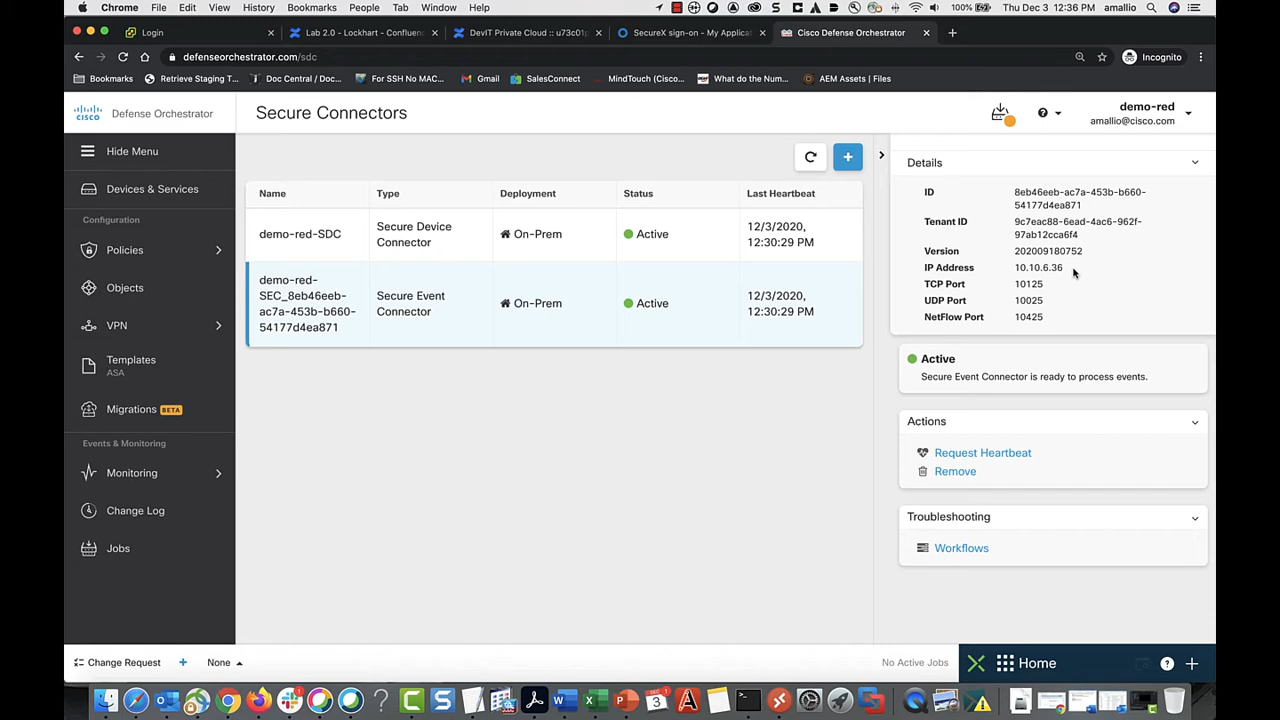 Chrome File Edit View History Bookmarks People Tab Window Help 100% Thu Dec 3 12:36 PM amallio
Login
Lab 2.0 - Lockhart - Confluen
DevIT Private Cloud :: u73c01p
SecureX sign-on - My Applicat
Cisco Defense Orchestrator
defenseorchestrator.com/sdc
Incognito
Bookmarks
Retrieve Staging T...
Doc Central / Doc...
For SSH No MAC...
Gmail
SalesConnect
MindTouch (Cisco...
What do the Num...
AEM Assets | Files
CISCO Defense Orchestrator
Secure Connectors
demo-red
amallio@cisco.com
Hide Menu
Devices & Services
Configuration
Policies
Objects
VPN
Templates
ASA
Migrations BETA
Events & Monitoring
Monitoring
Change Log
Jobs
Name Type Deployment Status Last Heartbeat
demo-red-SDC
Secure Device
Connector
On-Prem
Active
12/3/2020,
12:30:29 PM
demo-red-
SEC_8eb46eeb-
ac7a-453b-b660-
54177d4ea871
Secure Event
Connector
On-Prem
Active
12/3/2020,
12:30:29 PM
Details
ID 8eb46eeb-ac7a-453b-b660-
54177d4ea871
Tenant ID 9c7eac88-6ead-4ac6-962f-
97ab12cca6f4
Version 202009180752
IP Address 10.10.6.36
TCP Port 10125
UDP Port 10025
NetFlow Port 10425
Active
Secure Event Connector is ready to process events.
Actions
Request Heartbeat
Remove
Troubleshooting
Workflows
Change Request + None
No Active Jobs
Home